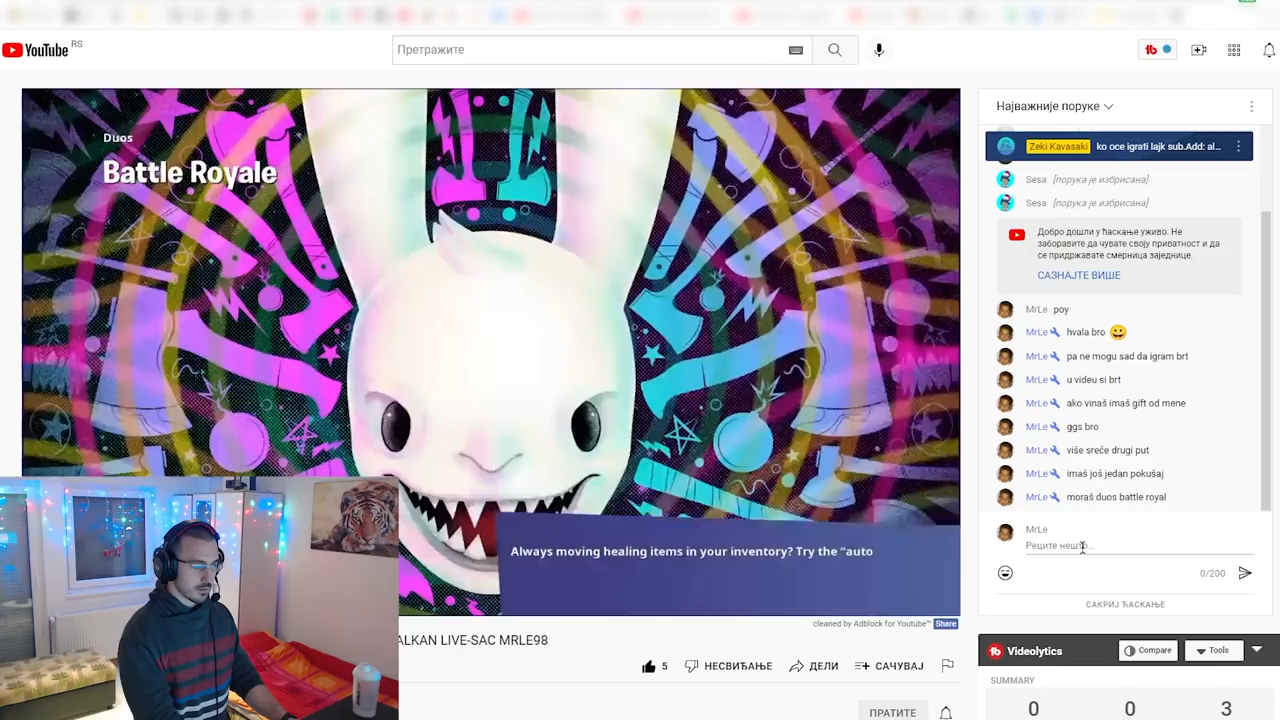 YouTube RS
Претражите
Најважније поруке
Zeki Kavasaki ko oce igrati lajk sub.Add: al...
Sesa [порука је избрисана]
Sesa [порука је избрисана]
Добро дошли у ћаскање уживо. Не
заборавите да чувате своју приватност и да
се придржавате смерница заједнице.
САЗНАЈТЕ ВИШЕ
MrLe poy
MrLe hvala bro
MrLe pa ne mogu sad da igram brt
MrLe u videu si brt
MrLe ako vinaš imaš gift od mene
MrLe ggs bro
MrLe više sreće drugi put
MrLe imaš još jedan pokušaj
MrLe moraš duos battle royal
MrLe
Реците нешто...
0/200
САКРИЈ ЋАСКАЊЕ
Duos
Battle Royale
Always moving healing items in your inventory? Try the “auto
cleaned by Adblock for Youtube™ Share
ALKAN LIVE-SAC MRLE98
5 НЕСВИЂАЊЕ ДЕЛИ САЧУВАЈ
ПРАТИТЕ
Videolytics Compare Tools
SUMMARY
0 0 3